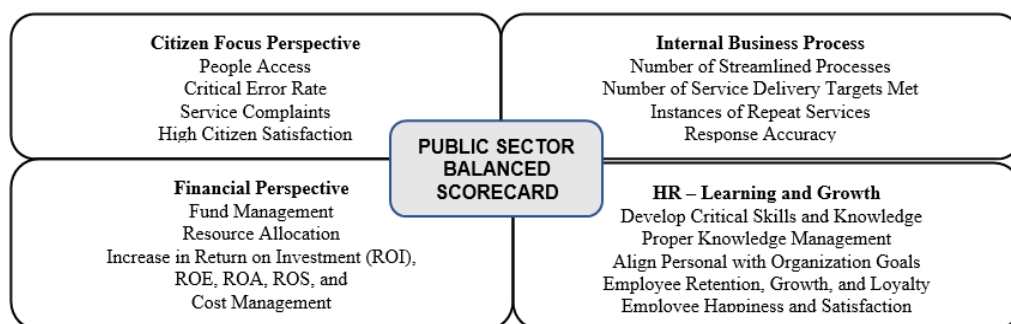 Citizen Focus Perspective
People Access
Critical Error Rate
Service Complaints
High Citizen Satisfaction
Internal Business Process
Number of Streamlined Processes
Number of Service Delivery Targets Met
Instances of Repeat Services
Response Accuracy
PUBLIC SECTOR
BALANCED
SCORECARD
Financial Perspective
Fund Management
Resource Allocation
Increase in Return on Investment (ROI),
ROE, ROA, ROS, and
Cost Management
HR – Learning and Growth
Develop Critical Skills and Knowledge
Proper Knowledge Management
Align Personal with Organization Goals
Employee Retention, Growth, and Loyalty
Employee Happiness and Satisfaction